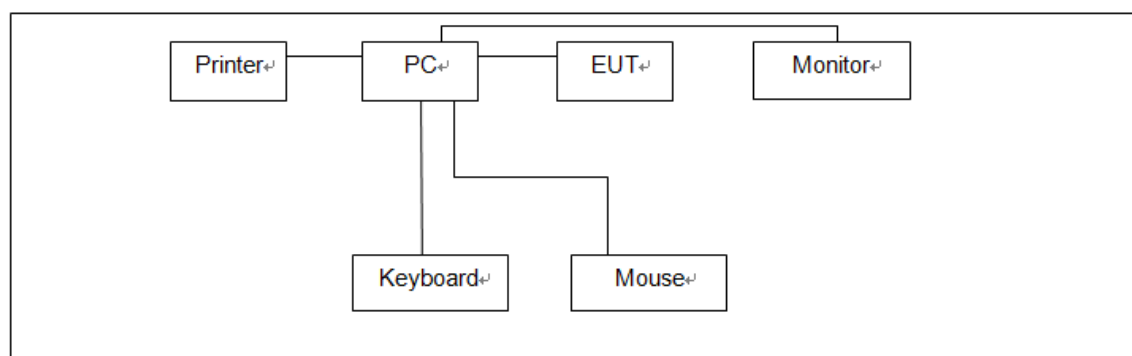 Printer↵
PC↵
EUT↵
Monitor↵
Keyboard↵
Mouse↵